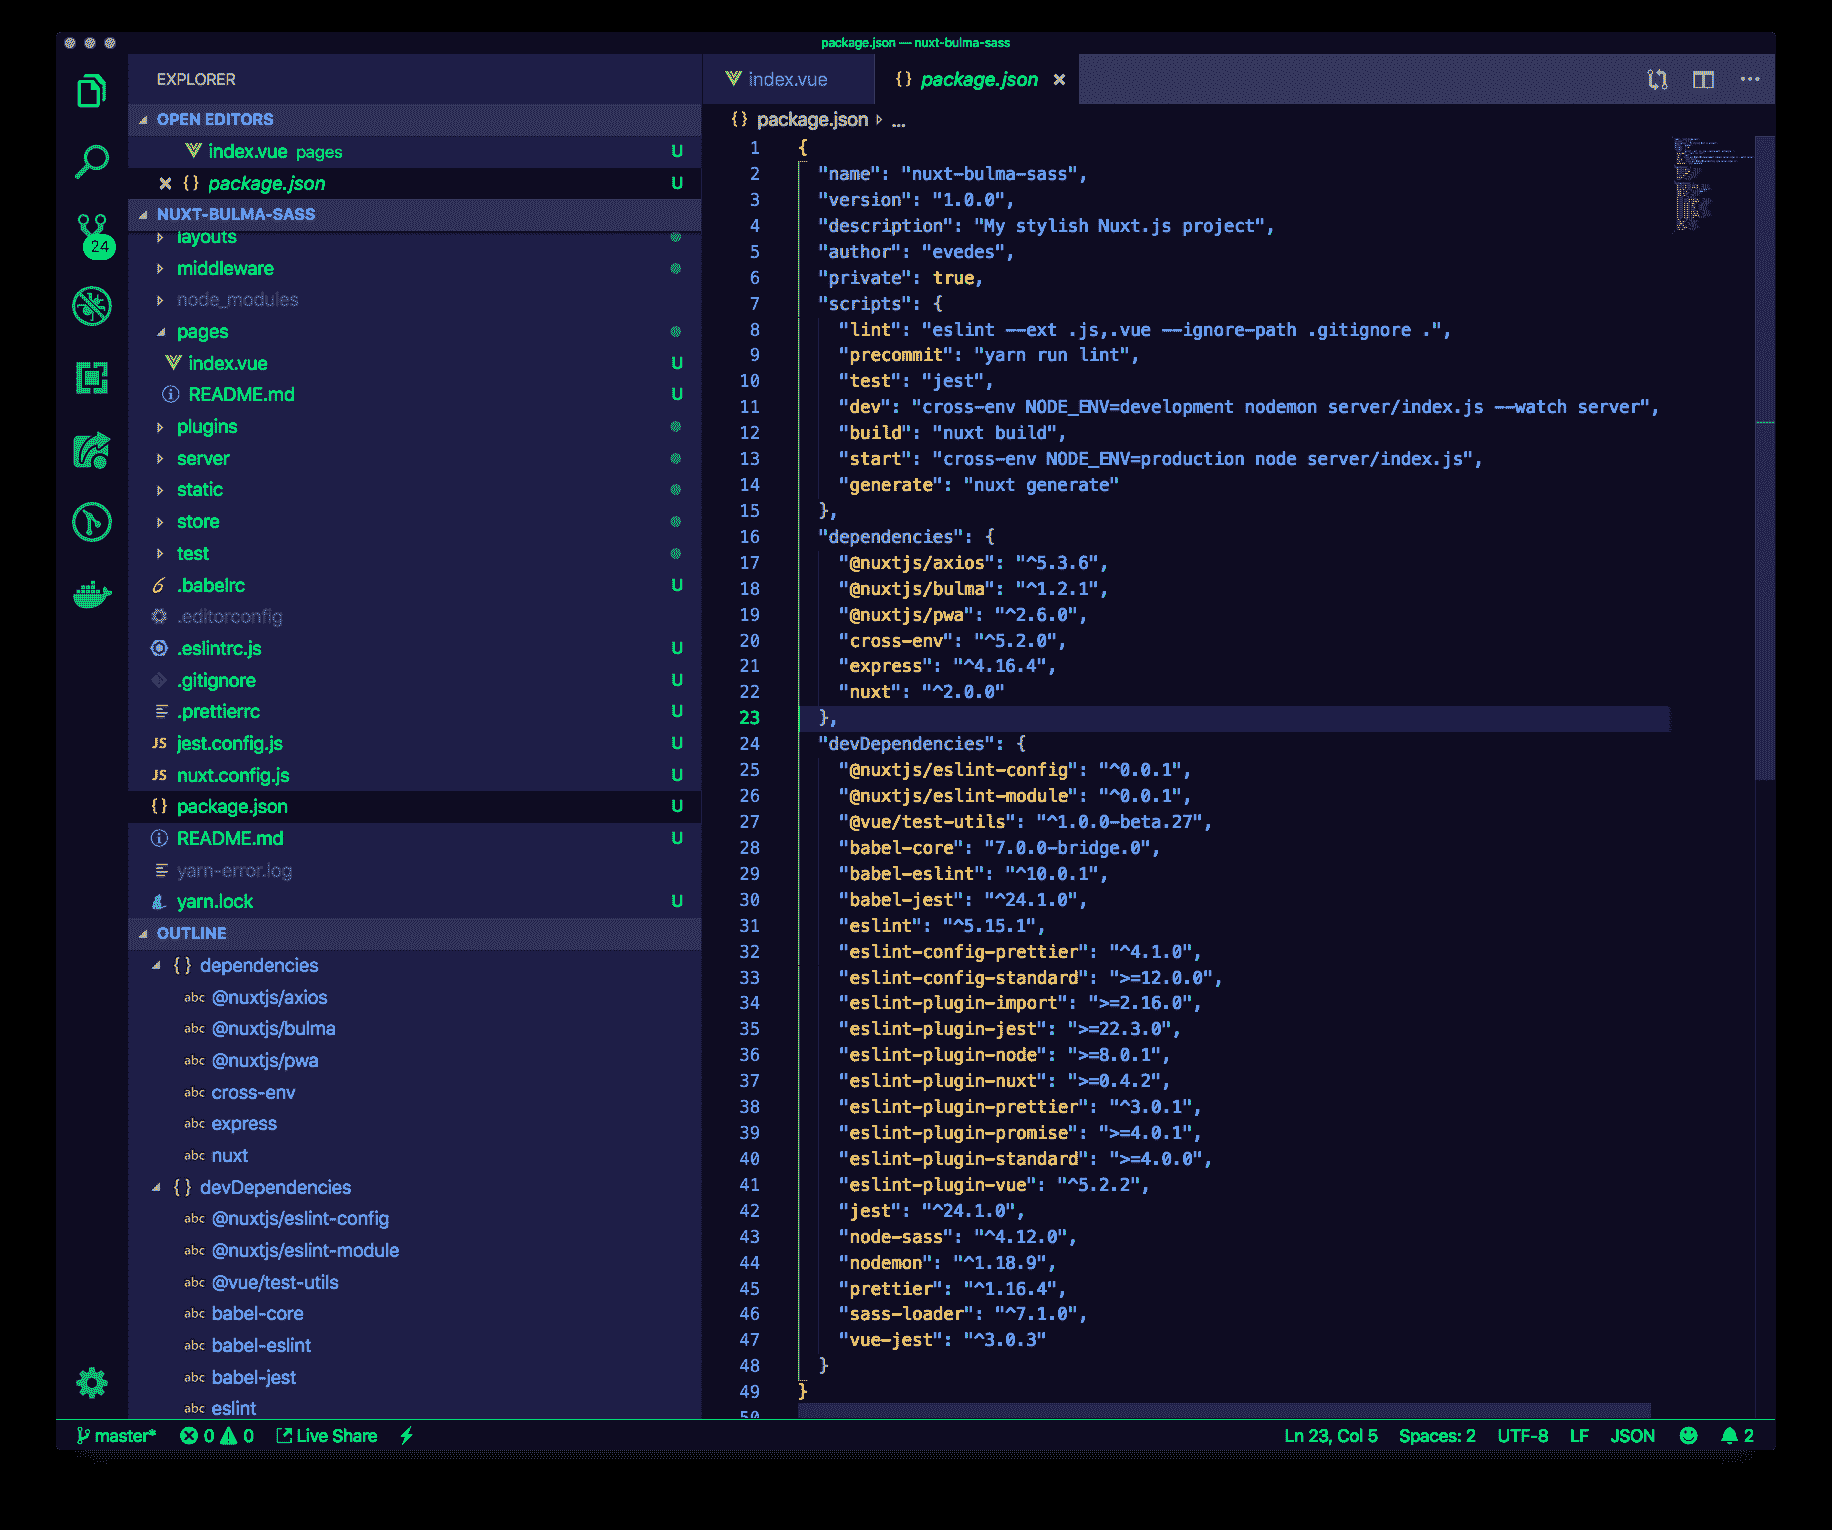 package.json — nuxt-bulma-sass
EXPLORER
OPEN EDITORS
index.vue pages U
package.json U
NUXT-BULMA-SASS
layouts
middleware
node_modules
pages
index.vue U
README.md U
plugins
server
static
store
test
.babelrc U
.editorconfig
.eslintrc.js U
.gitignore U
.prettierrc U
JS jest.config.js U
JS nuxt.config.js U
{} package.json U
README.md U
yarn-error.log
yarn.lock U
OUTLINE
{} dependencies
abc @nuxtjs/axios
abc @nuxtjs/bulma
abc @nuxtjs/pwa
abc cross-env
abc express
abc nuxt
{} devDependencies
abc @nuxtjs/eslint-config
abc @nuxtjs/eslint-module
abc @vue/test-utils
abc babel-core
abc babel-eslint
abc babel-jest
abc eslint
24
index.vue {} package.json
{} package.json ...
1 {
2 "name": "nuxt-bulma-sass",
3 "version": "1.0.0",
4 "description": "My stylish Nuxt.js project",
5 "author": "evedes",
6 "private": true,
7 "scripts": {
8 "lint": "eslint --ext .js,.vue --ignore-path .gitignore .",
9 "precommit": "yarn run lint",
10 "test": "jest",
11 "dev": "cross-env NODE_ENV=development nodemon server/index.js --watch server",
12 "build": "nuxt build",
13 "start": "cross-env NODE_ENV=production node server/index.js",
14 "generate": "nuxt generate"
15 },
16 "dependencies": {
17 "@nuxtjs/axios": "^5.3.6",
18 "@nuxtjs/bulma": "^1.2.1",
19 "@nuxtjs/pwa": "^2.6.0",
20 "cross-env": "^5.2.0",
21 "express": "^4.16.4",
22 "nuxt": "^2.0.0"
23 },
24 "devDependencies": {
25 "@nuxtjs/eslint-config": "^0.0.1",
26 "@nuxtjs/eslint-module": "^0.0.1",
27 "@vue/test-utils": "^1.0.0-beta.27",
28 "babel-core": "7.0.0-bridge.0",
29 "babel-eslint": "^10.0.1",
30 "babel-jest": "^24.1.0",
31 "eslint": "^5.15.1",
32 "eslint-config-prettier": "^4.1.0",
33 "eslint-config-standard": ">=12.0.0",
34 "eslint-plugin-import": ">=2.16.0",
35 "eslint-plugin-jest": ">=22.3.0",
36 "eslint-plugin-node": ">=8.0.1",
37 "eslint-plugin-nuxt": ">=0.4.2",
38 "eslint-plugin-prettier": "^3.0.1",
39 "eslint-plugin-promise": ">=4.0.1",
40 "eslint-plugin-standard": ">=4.0.0",
41 "eslint-plugin-vue": "^5.2.2",
42 "jest": "^24.1.0",
43 "node-sass": "^4.12.0",
44 "nodemon": "^1.18.9",
45 "prettier": "^1.16.4",
46 "sass-loader": "^7.1.0",
47 "vue-jest": "^3.0.3"
48 }
49 }
50
master* 0 0 Live Share Ln 23, Col 5 Spaces: 2 UTF-8 LF JSON 2